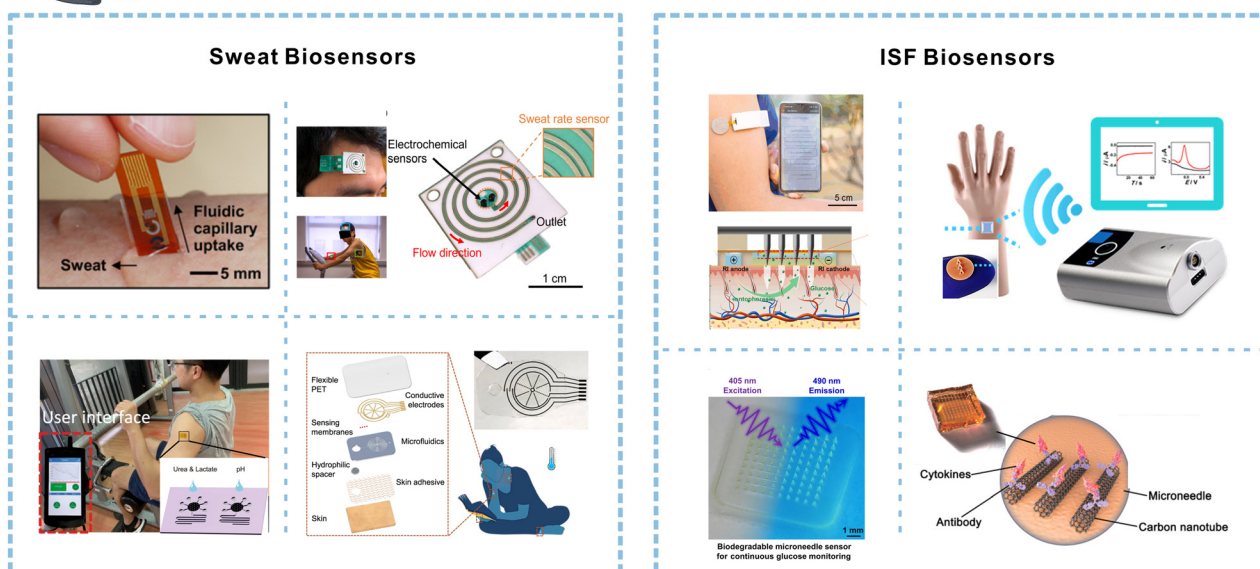 Sweat Biosensors
Fluidic
capillary
uptake
Sweat
5 mm
Sweat rate sensor
Electrochemical
sensors
Outlet
Flow direction
1 cm
User interface
Urea & Lactate
pH
Flexible
PET
Conductive
electrodes
Sensing
membranes
Microfluidics
Hydrophilic
spacer
Skin adhesive
Skin
ISF Biosensors
5 cm
RI anode
RI cathode
Glucose
Iontophoresis
I / μA
T / s
I / μA
E / V
405 nm
Excitation
490 nm
Emission
1 mm
Biodegradable microneedle sensor
for continuous glucose monitoring
Cytokines
Antibody
Microneedle
Carbon nanotube